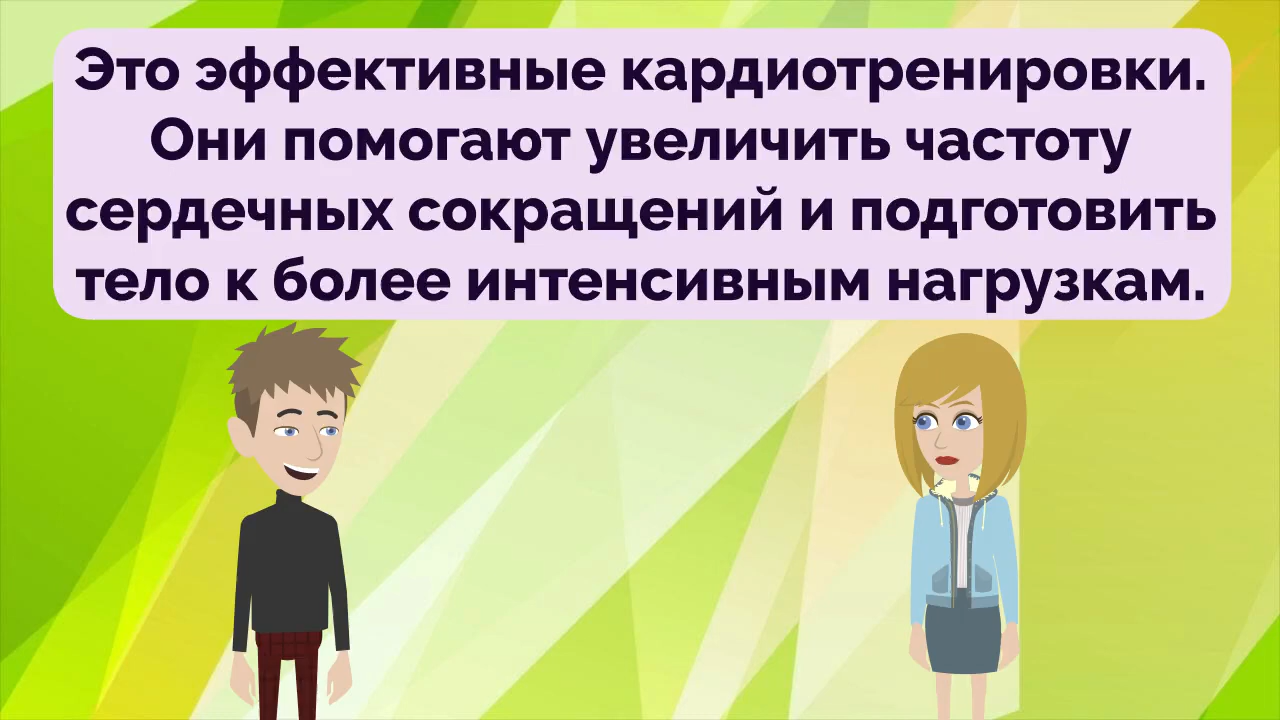 Это эффективные кардиотренировки.
Они помогают увеличить частоту
сердечных сокращений и подготовить
тело к более интенсивным нагрузкам.